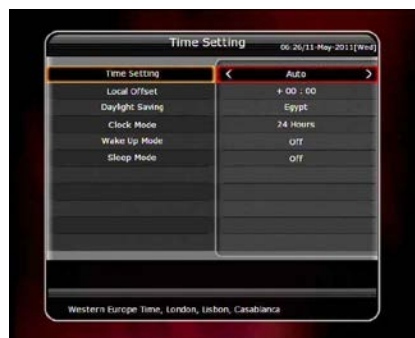 Time Setting 06:26/11-May-2011[Wed]
Time Setting < Auto >
Local Offset + 00 : 00
Daylight Saving Egypt
Clock Mode 24 Hours
Wake Up Mode Off
Sleep Mode Off
Western Europe Time, London, Lisbon, Casablanca